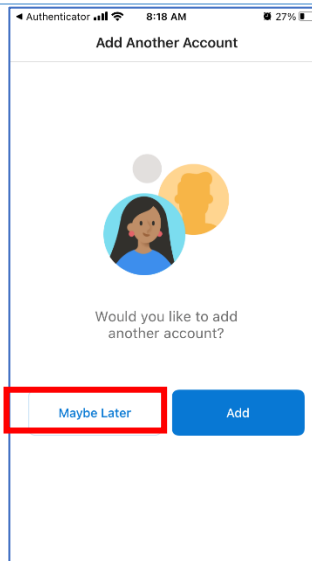 ◄ Authenticator 8:18 AM 27%
Add Another Account
Would you like to add
another account?
Maybe Later Add